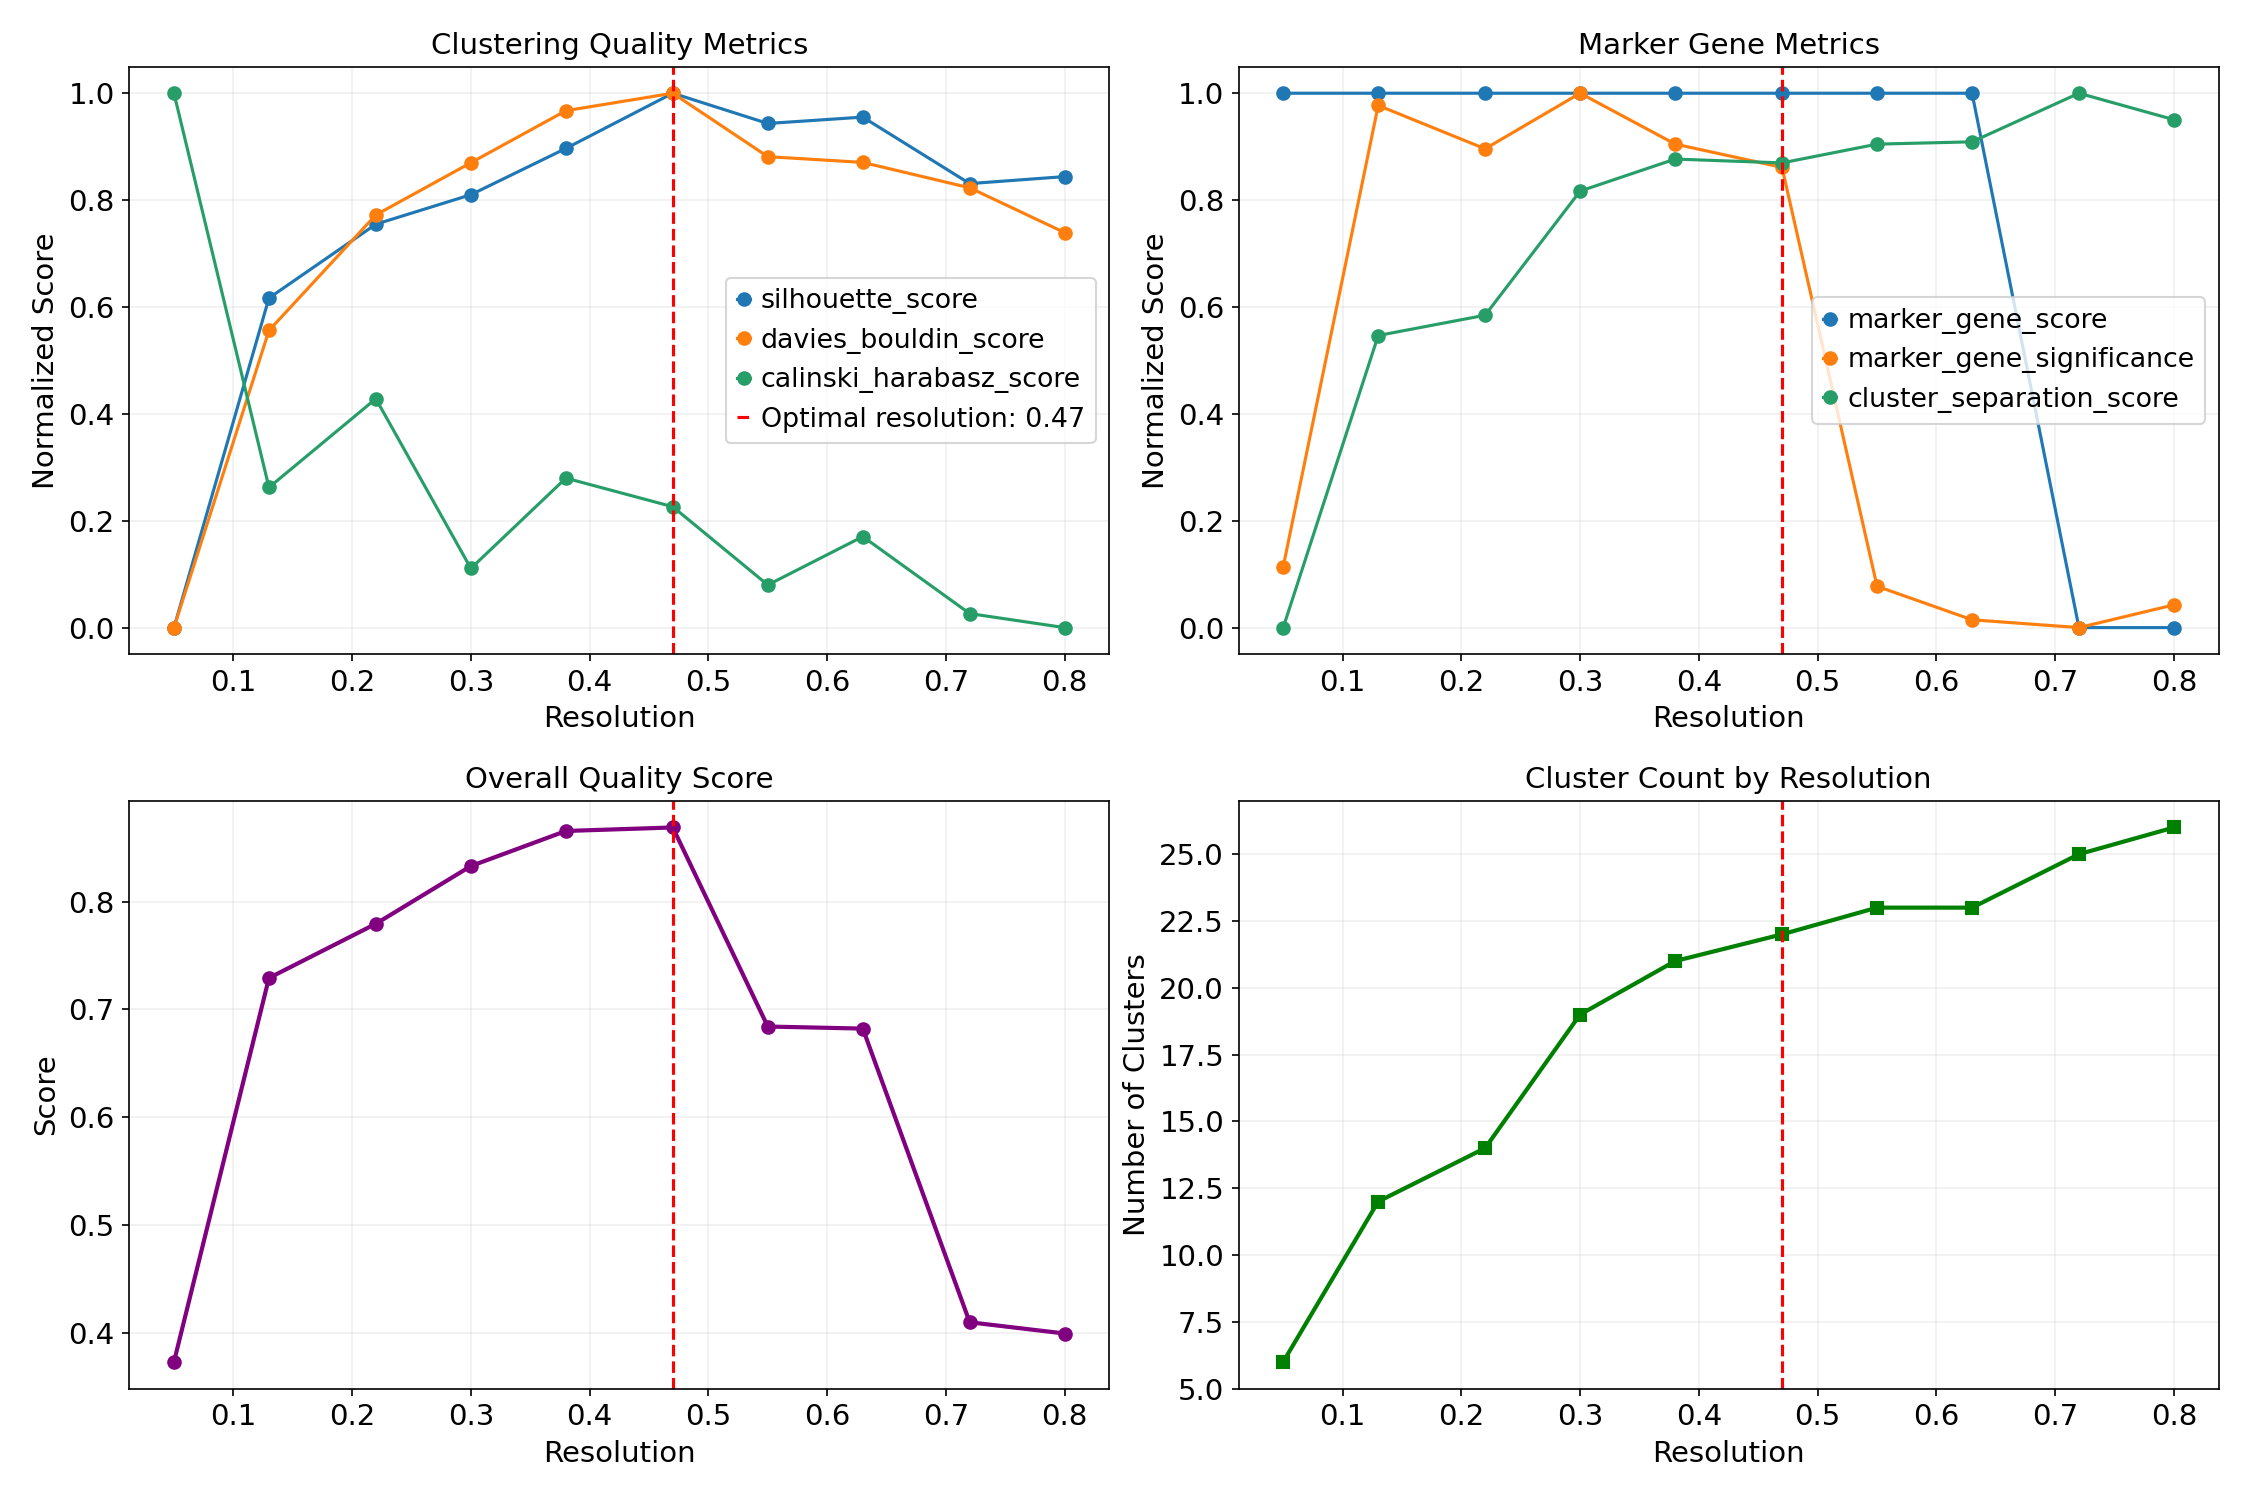 Clustering Quality Metrics
Normalized Score
1.0
0.8
0.6
0.4
0.2
0.0
silhouette_score
davies_bouldin_score
calinski_harabasz_score
Optimal resolution: 0.47
0.1 0.2 0.3 0.4 0.5 0.6 0.7 0.8
Resolution
Marker Gene Metrics
Normalized Score
1.0
0.8
0.6
0.4
0.2
0.0
marker_gene_score
marker_gene_significance
cluster_separation_score
0.1 0.2 0.3 0.4 0.5 0.6 0.7 0.8
Resolution
Overall Quality Score
Score
0.8
0.7
0.6
0.5
0.4
0.1 0.2 0.3 0.4 0.5 0.6 0.7 0.8
Resolution
Cluster Count by Resolution
Number of Clusters
25.0
22.5
20.0
17.5
15.0
12.5
10.0
7.5
5.0
0.1 0.2 0.3 0.4 0.5 0.6 0.7 0.8
Resolution